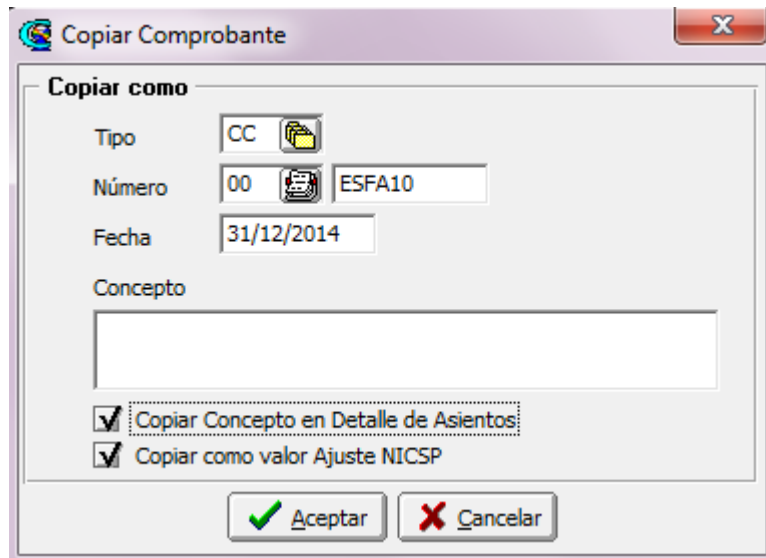 Copiar Comprobante
Copiar como
Tipo CC
Número 00 ESFA10
Fecha 31/12/2014
Concepto
Copiar Concepto en Detalle de Asientos
Copiar como valor Ajuste NICSP
Aceptar Cancelar